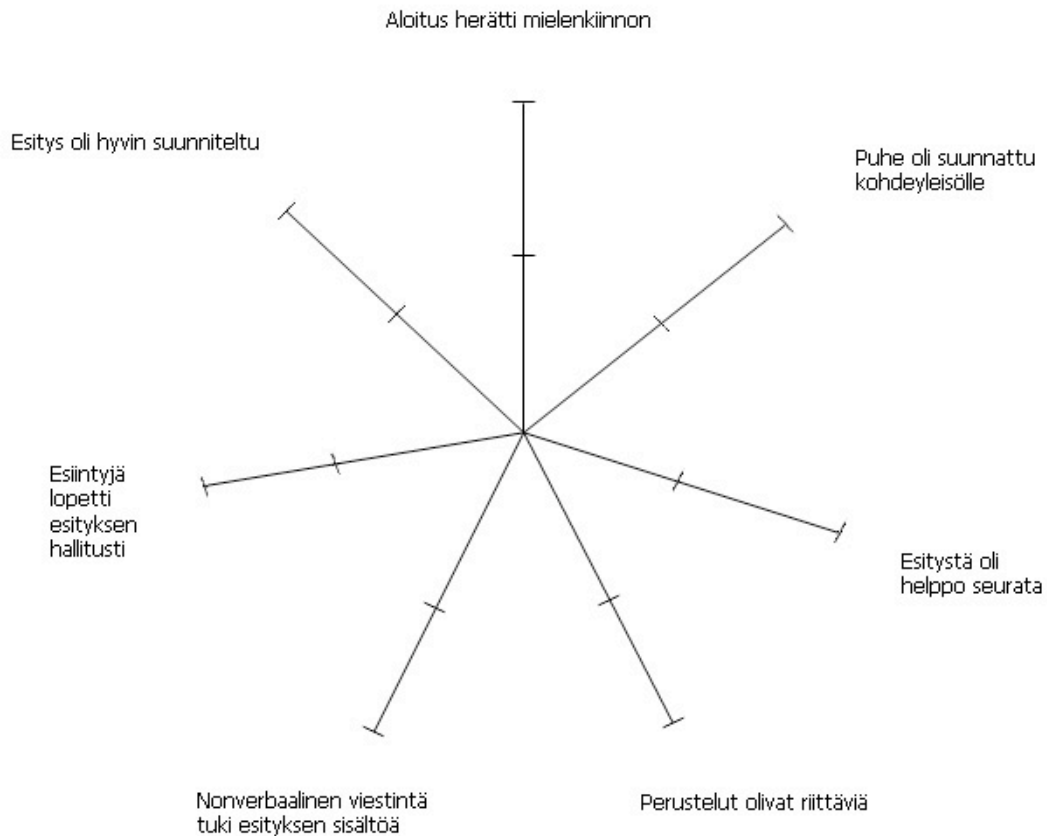 Aloitus herätti mielenkiinnon
Esitys oli hyvin suunniteltu
Puhe oli suunnattu
kohdeyleisölle
Esiintyjä
lopetti
esityksen
hallitusti
Esitystä oli
helppo seurata
Nonverbaalinen viestintä
tuki esityksen sisältöä
Perustelut olivat riittäviä